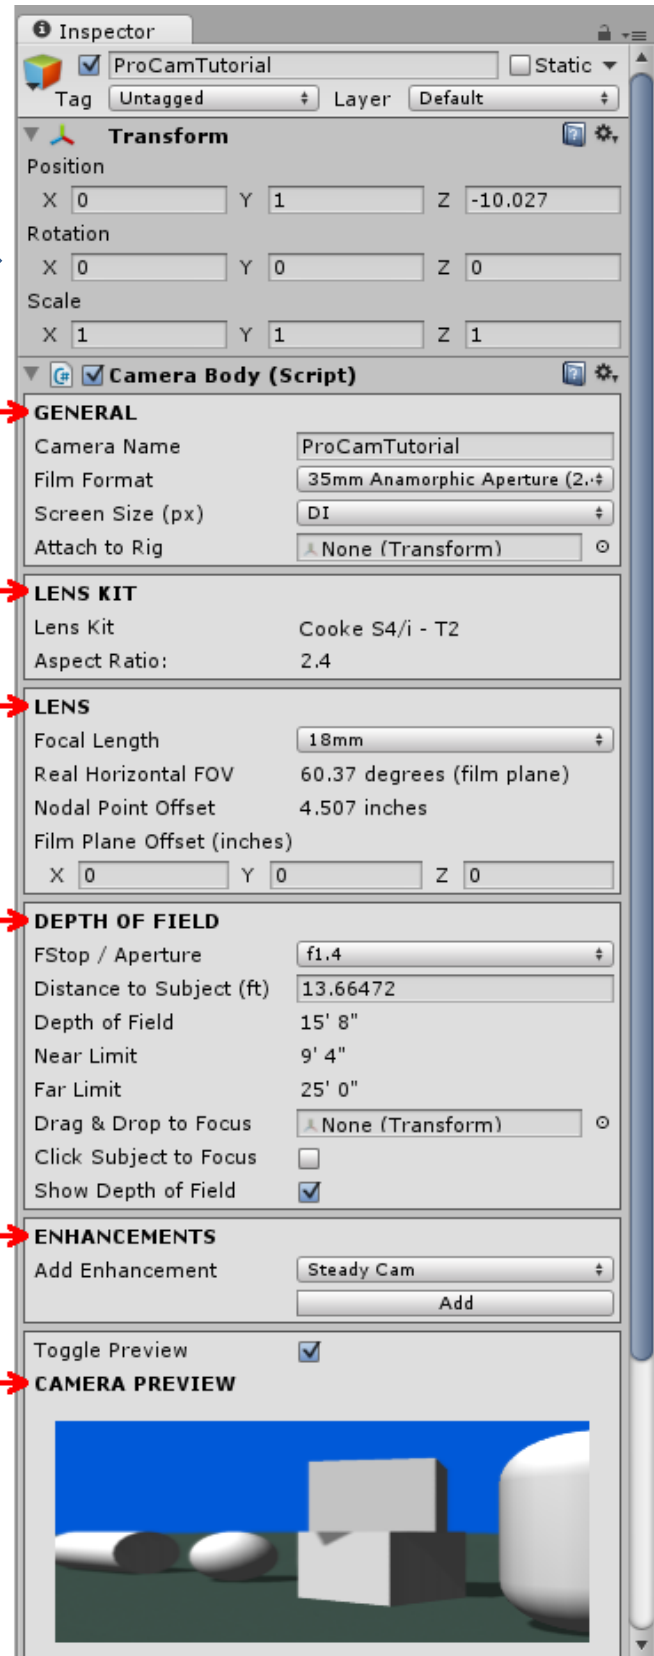 Inspector
ProCamTutorial Static
Tag Untagged Layer Default
Transform
Position
X 0 Y 1 Z -10.027
Rotation
X 0 Y 0 Z 0
Scale
X 1 Y 1 Z 1
Camera Body (Script)
GENERAL
Camera Name ProCamTutorial
Film Format 35mm Anamorphic Aperture (2.
Screen Size (px) DI
Attach to Rig None (Transform)
LENS KIT
Lens Kit Cooke S4/i - T2
Aspect Ratio: 2.4
LENS
Focal Length 18mm
Real Horizontal FOV 60.37 degrees (film plane)
Nodal Point Offset 4.507 inches
Film Plane Offset (inches)
X 0 Y 0 Z 0
DEPTH OF FIELD
FStop / Aperture f1.4
Distance to Subject (ft) 13.66472
Depth of Field 15' 8"
Near Limit 9' 4"
Far Limit 25' 0"
Drag & Drop to Focus None (Transform)
Click Subject to Focus
Show Depth of Field
ENHANCEMENTS
Add Enhancement Steady Cam
Add
Toggle Preview
CAMERA PREVIEW